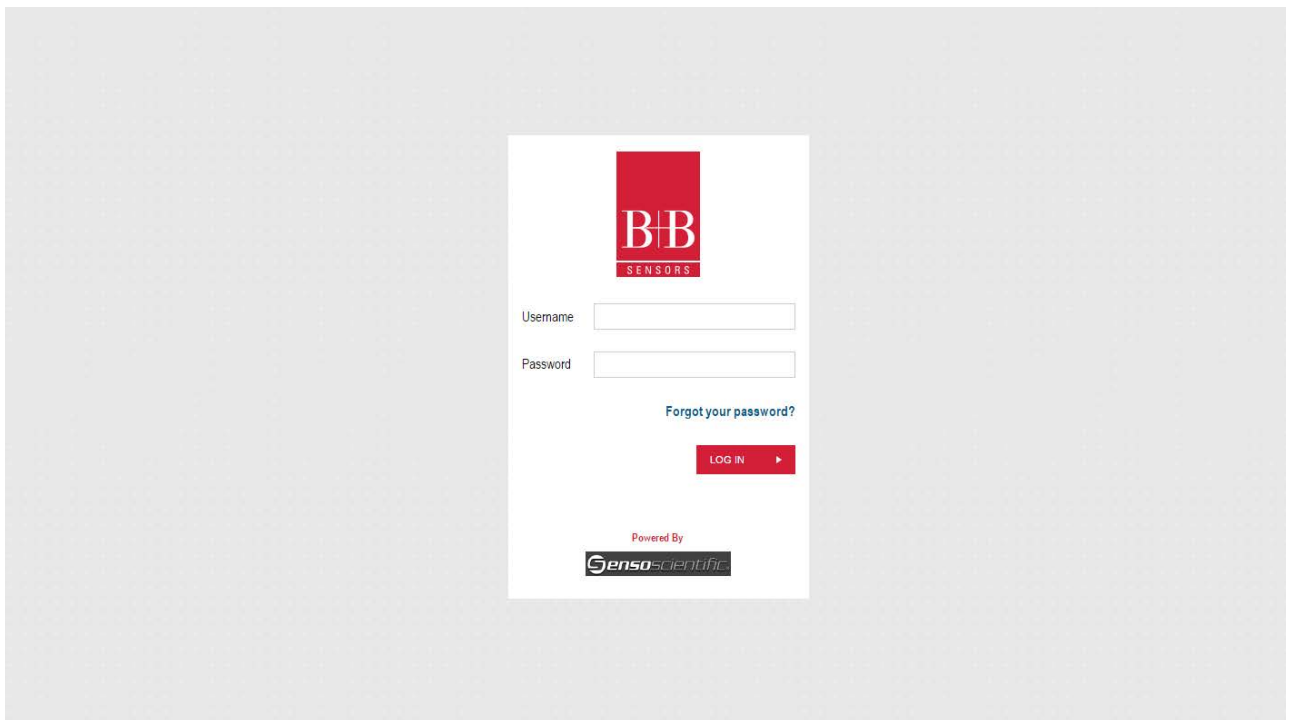 B+B
SENSORS
Username
Password
Forgot your password?
LOG IN
Powered By
Sensoscientific